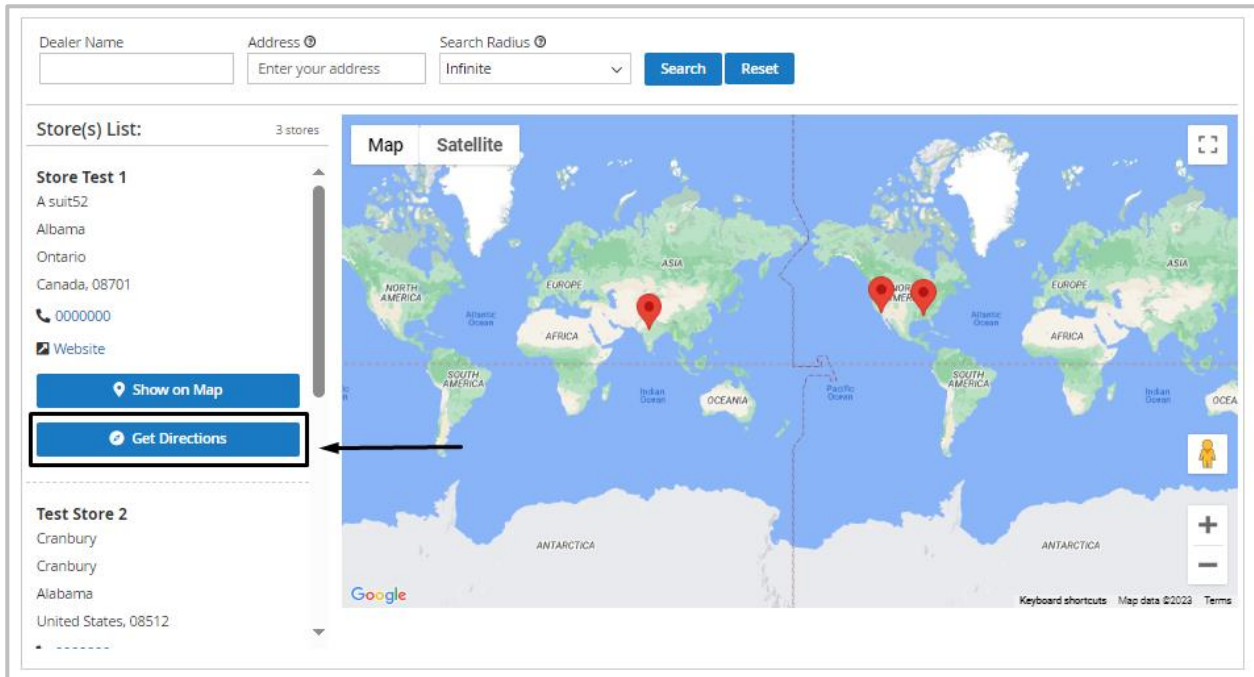 Dealer Name
Address
Search Radius
Enter your address
Infinite
Search
Reset
Store(s) List:
3 stores
Store Test 1
A suit52
Albama
Ontario
Canada, 08701
0000000
Website
Show on Map
Get Directions
Test Store 2
Cranbury
Cranbury
Alabama
United States, 08512
Map
Satellite
ASIA
ASIA
NORTH
AMERICA
EUROPE
EUROPE
Atlantic
Ocean
Atlantic
Ocean
AFRICA
AFRICA
SOUTH
AMERICA
SOUTH
AMERICA
Indian
Ocean
OCEANIA
Pacific
Ocean
Indian
Ocean
OCEA
ANTARCTICA
ANTARCTICA
Google
Keyboard shortcuts
Map data ©2023
Terms